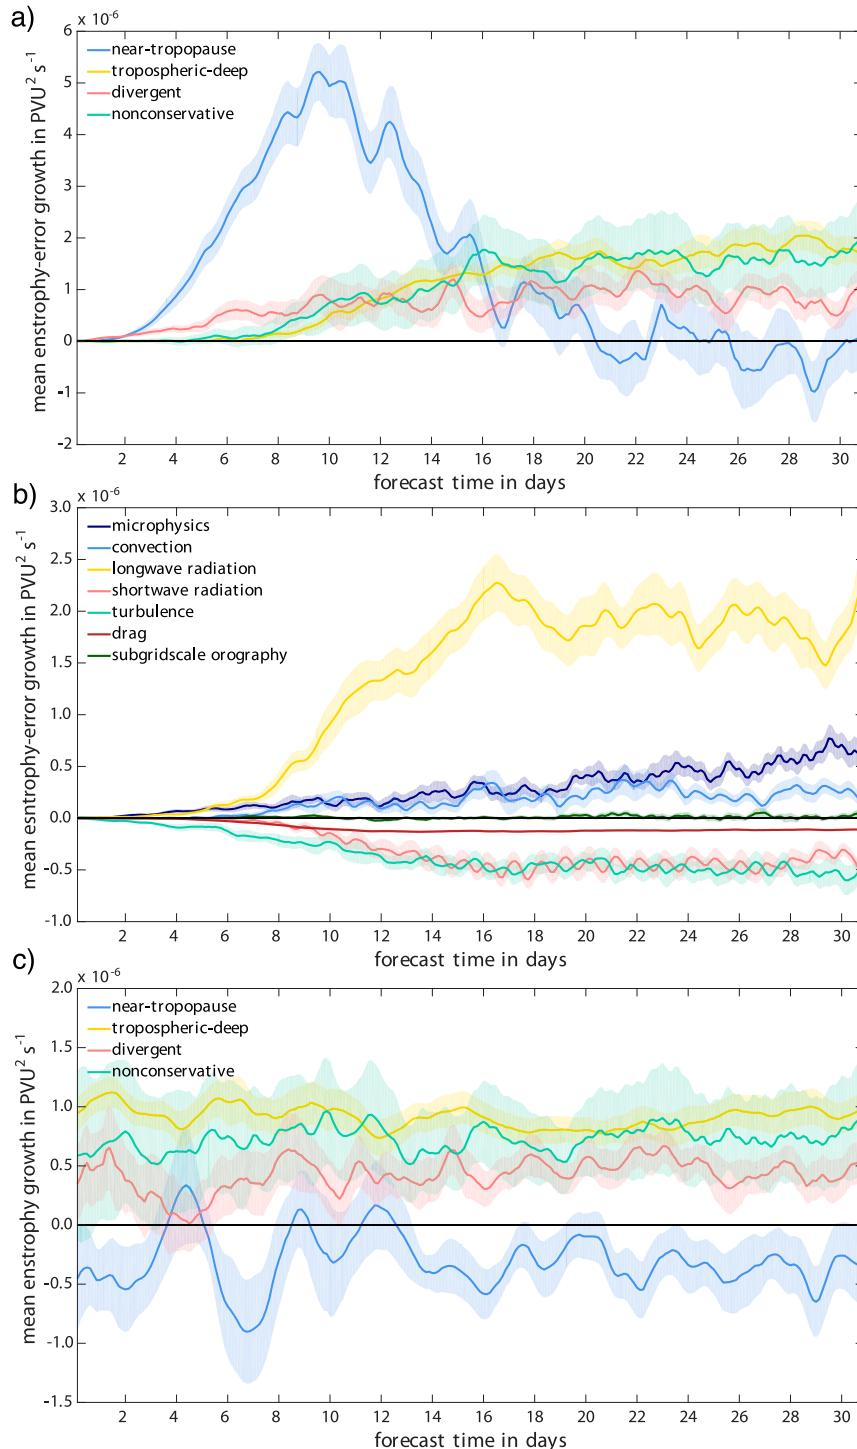 a)
x 10-6
6
5
4
3
2
1
0
-1
-2
mean enstrophy-error growth in PVU2 s-1
near-tropopause
tropospheric-deep
divergent
nonconservative
2 4 6 8 10 12 14 16 18 20 22 24 26 28 30
forecast time in days
b)
x 10-6
3.0
2.5
2.0
1.5
1.0
0.5
0.0
-0.5
-1.0
mean esntrophy-error growth in PVU2 s-1
microphysics
convection
longwave radiation
shortwave radiation
turbulence
drag
subgridscale orography
2 4 6 8 10 12 14 16 18 20 22 24 26 28 30
forecast time in days
c)
x 10-6
2.0
1.5
1.0
0.5
0.0
-0.5
-1.0
-1.5
mean enstrophy growth in PVU2 s-1
near-tropopause
tropospheric-deep
divergent
nonconservative
2 4 6 8 10 12 14 16 18 20 22 24 26 28 30
forecast time in days